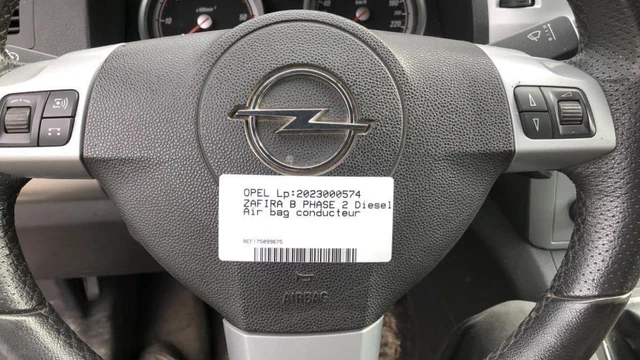 OPEL Lp:2023000574
ZAFIRA B PHASE 2 Diesel
Air bag conducteur
REF:75099675
AIRBAG